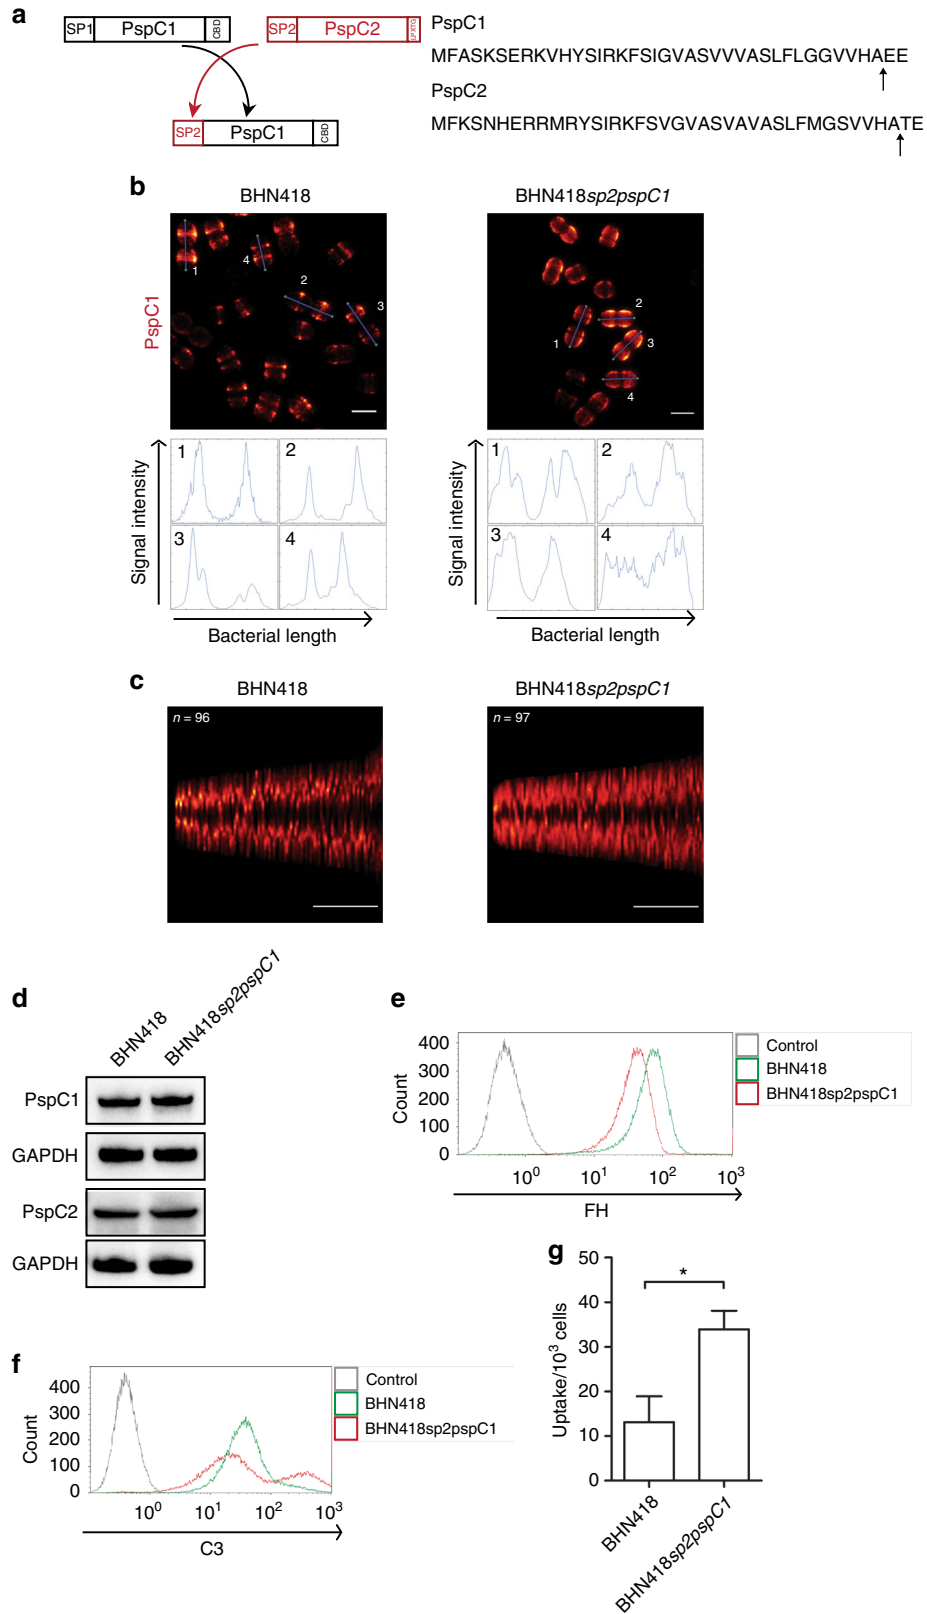 a
SP1 PspC1 CBD
SP2 PspC2 LPXTG
SP2 PspC1 CBD
PspC1
MFASKSERKVHYSIRKFSIGVASVVVASLFLGGVVHAEE
PspC2
MFKSNHERRMRYSIRKFSVGVASVAVASLFMGSVVHATE
b
BHN418
BHN418sp2pspC1
PspC1
1
4
2
3
1
2
3
4
Signal intensity
1
2
3
4
Bacterial length
Signal intensity
1
2
3
4
Bacterial length
c
BHN418
BHN418sp2pspC1
n = 96
n = 97
d
BHN418
BHN418sp2pspC1
PspC1
GAPDH
PspC2
GAPDH
e
Count
400
300
200
100
0
10⁰ 10¹ 10² 10³
FH
Control
BHN418
BHN418sp2pspC1
f
Count
400
300
200
100
0
10⁰ 10¹ 10² 10³
C3
Control
BHN418
BHN418sp2pspC1
g
Uptake/10³ cells
50
40
30
20
10
0
*
BHN418
BHN418sp2pspC1